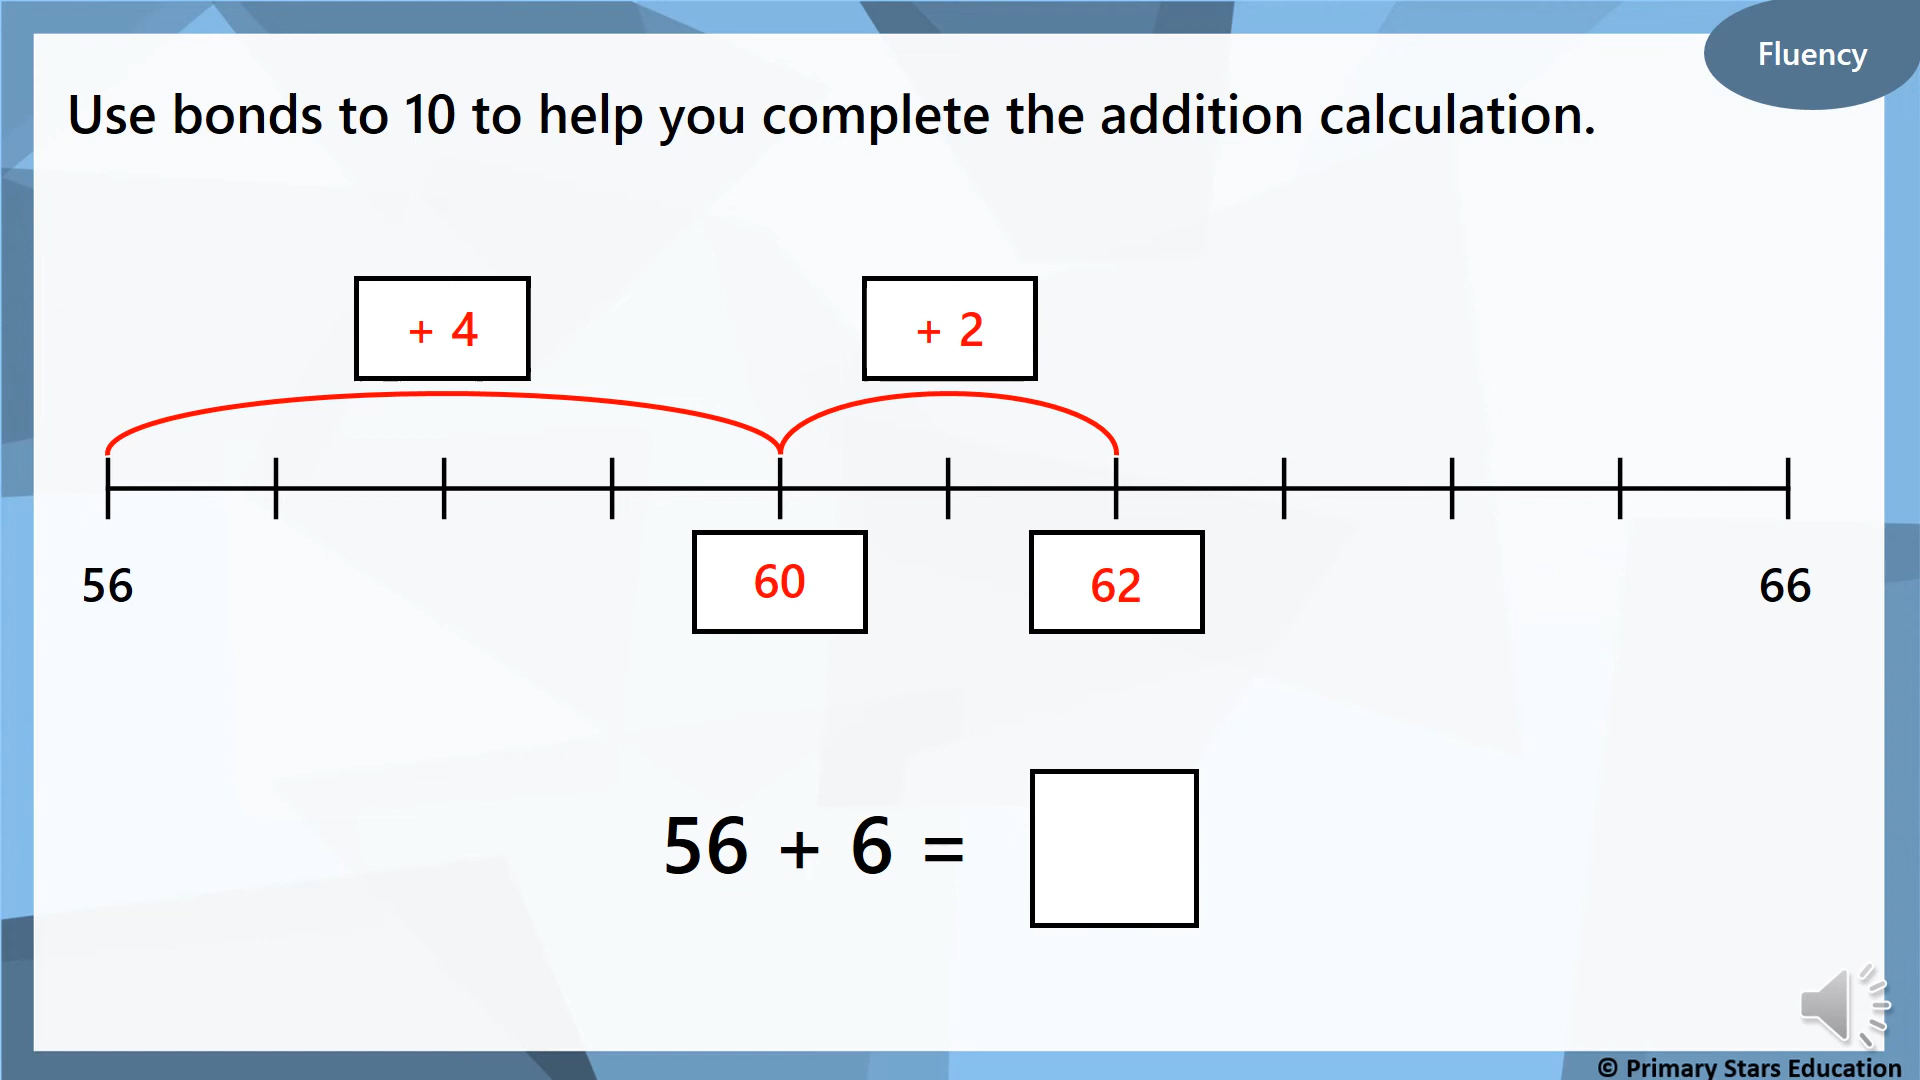 Fluency
Use bonds to 10 to help you complete the addition calculation.
+ 4 + 2
60 62
56 66
56 + 6 =
© Primary Stars Education